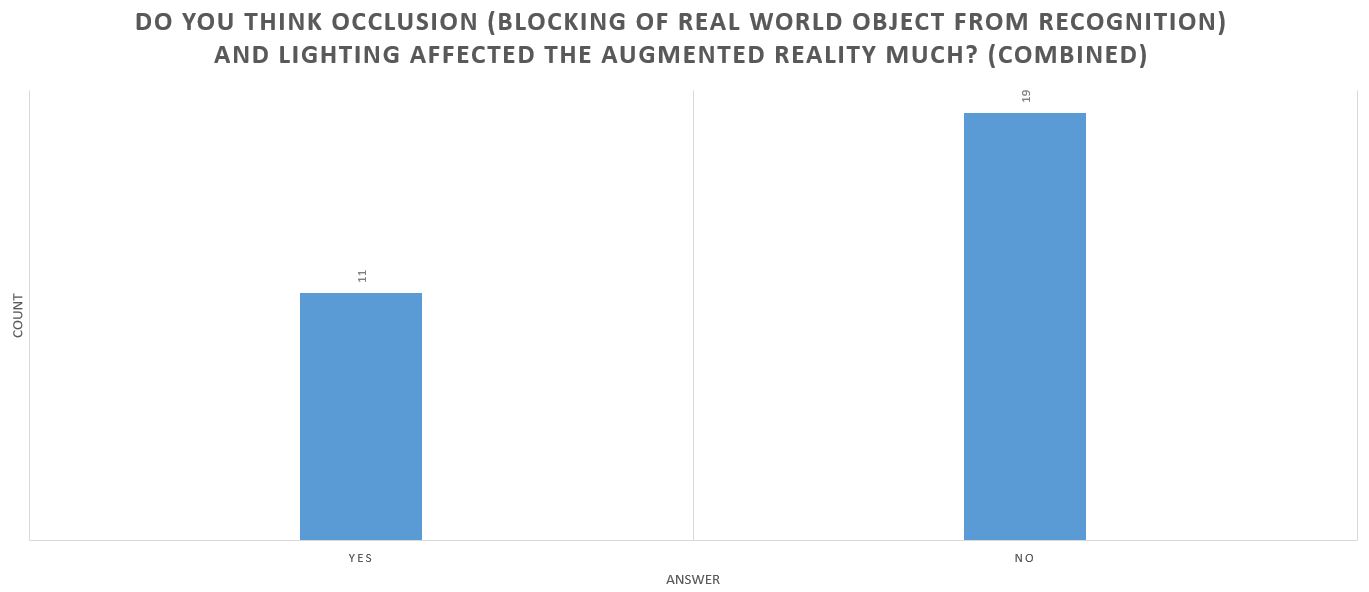 DO YOU THINK OCCLUSION (BLOCKING OF REAL WORLD OBJECT FROM RECOGNITION)
AND LIGHTING AFFECTED THE AUGMENTED REALITY MUCH? (COMBINED)
COUNT
11
19
YES
NO
ANSWER